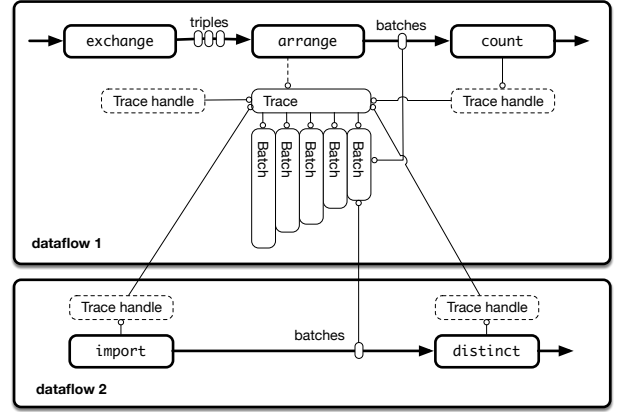 triples
batches
exchange
arrange
count
Trace handle
Trace
Trace handle
Batch
Batch
Batch
Batch
Batch
dataflow 1
Trace handle
Trace handle
batches
import
distinct
dataflow 2